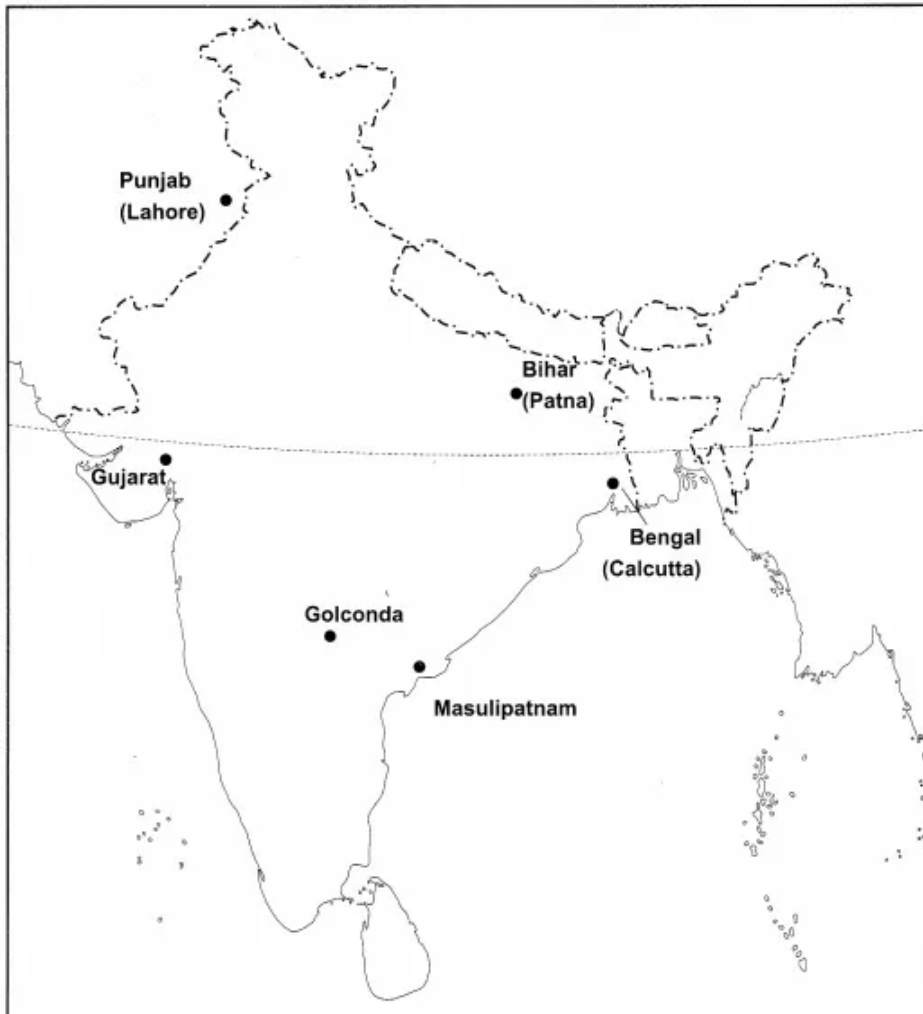 Punjab
(Lahore)
Bihar
(Patna)
Gujarat
Bengal
(Calcutta)
Golconda
Masulipatnam